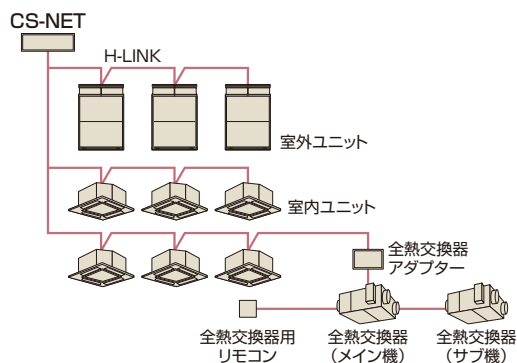 CS-NET
H-LINK
室外ユニット
室内ユニット
全熱交換器
アダプター
全熱交換器用
リモコン
全熱交換器
（メイン機）
全熱交換器
（サブ機）